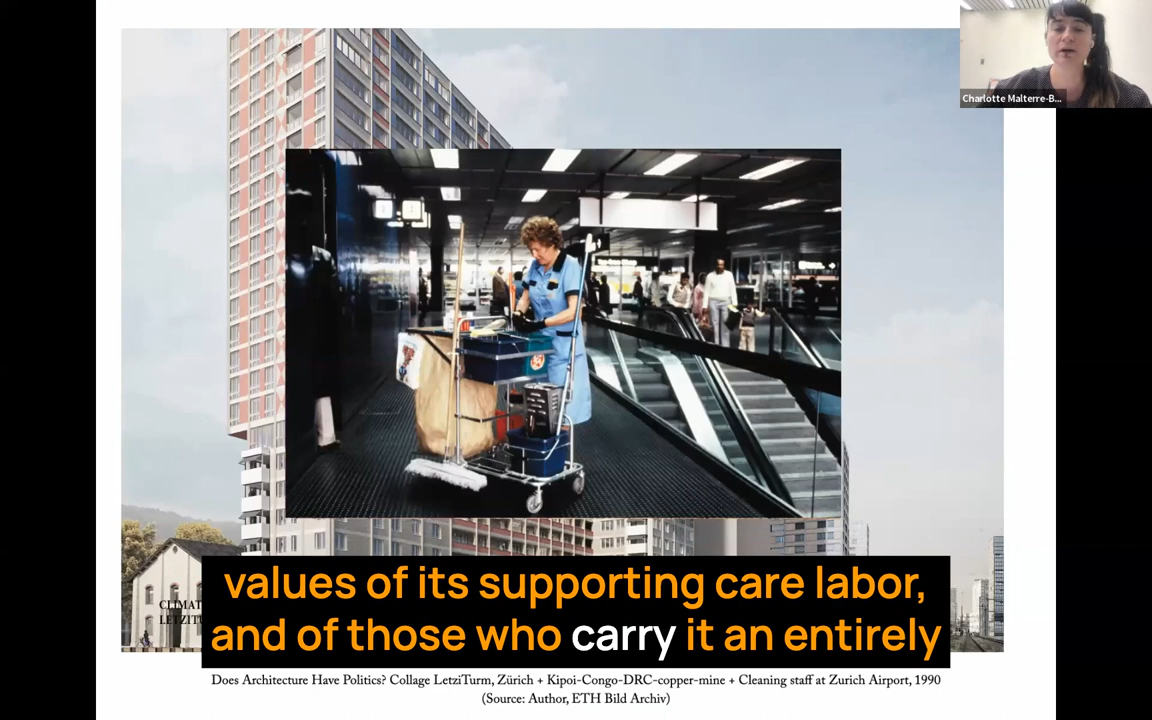 Charlotte Malterre-B...
CLIMAT
LETZITU
values of its supporting care labor,
and of those who carry it an entirely
Does Architecture Have Politics? Collage LetziTurm, Zürich + Kipoi-Congo-DRC-copper-mine + Cleaning staff at Zurich Airport, 1990
(Source: Author, ETH Bild Archiv)